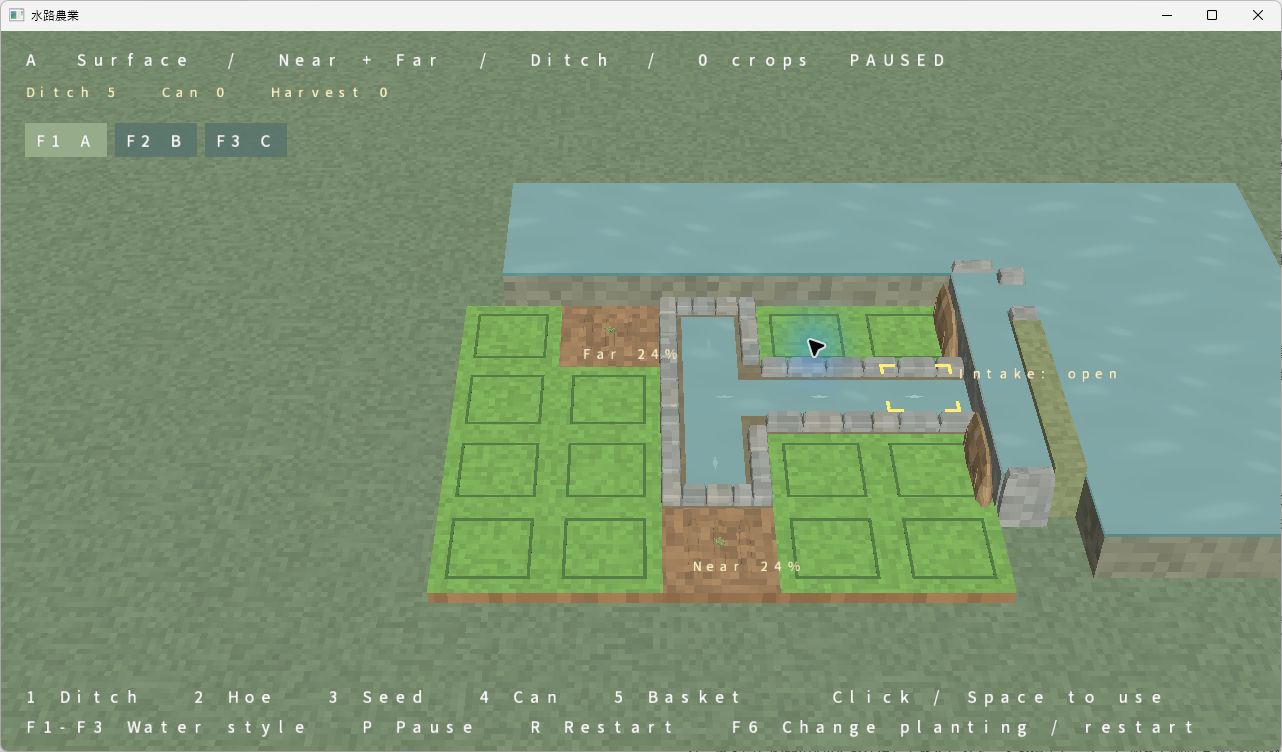 水路農業
A Surface / Near + Far / Ditch / 0 crops PAUSED
Ditch 5 Can 0 Harvest 0
F1 A F2 B F3 C
Far 24%
Intake: open
Near 24%
1 Ditch 2 Hoe 3 Seed 4 Can 5 Basket Click / Space to use
F1-F3 Water style P Pause R Restart F6 Change planting / restart